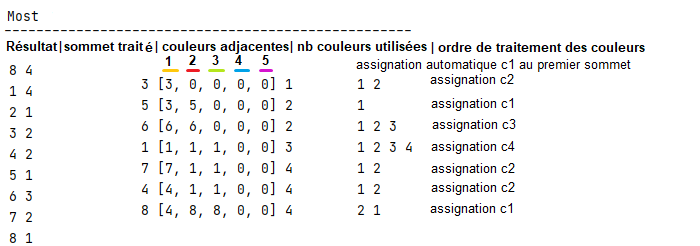 Most
----------------------------------------------------
Résultat|sommet traité| couleurs adjacentes| nb couleurs utilisées | ordre de traitement des couleurs
1 2 3 4 5
8 4 assignation automatique c1 au premier sommet
1 4 3 [3, 0, 0, 0, 0] 1 1 2 assignation c2
2 1 5 [3, 5, 0, 0, 0] 2 1 assignation c1
3 2 6 [6, 6, 0, 0, 0] 2 1 2 3 assignation c3
4 2 1 [1, 1, 1, 0, 0] 3 1 2 3 4 assignation c4
5 1 7 [7, 1, 1, 0, 0] 4 1 2 assignation c2
6 3 4 [4, 1, 1, 0, 0] 4 1 2 assignation c2
7 2 8 [4, 8, 8, 0, 0] 4 2 1 assignation c1
8 1